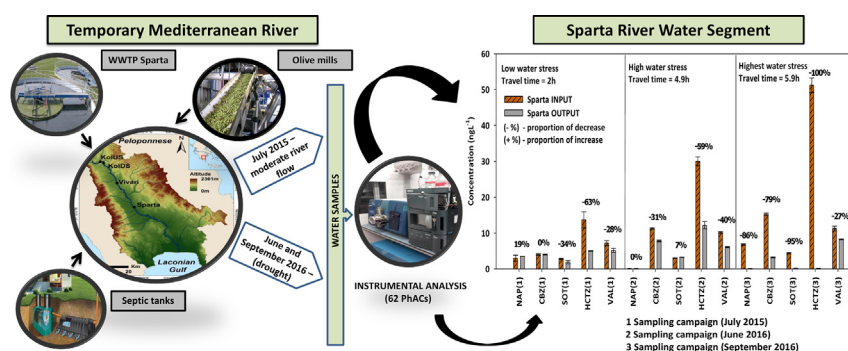 Temporary Mediterranean River
WWTP Sparta
Olive mills
Peloponnese
N
KolUS
KolDS
Vivari
Sparta
Altitude
2361m
0m
Km
20
Laconian
Gulf
Septic tanks
July 2015 –
moderate river
flow
June and
September 2016 –
(drought)
WATER SAMPLES
INSTRUMENTAL ANALYSIS
(62 PhACs)
Sparta River Water Segment
Concentration (ngL-1)
60
50
40
30
20
10
0
Low water stress
Travel time = 2h
High water stress
Travel time = 4.9h
Highest water stress
Travel time = 5.9h
Sparta INPUT
Sparta OUTPUT
(- %) - proportion of decrease
(+ %) - proportion of increase
19%
0%
-34%
-63%
-28%
0%
-31%
7%
-59%
-40%
-86%
-79%
-95%
-100%
-27%
NAP(1)
CBZ(1)
SOT(1)
HCTZ(1)
VAL(1)
NAP(2)
CBZ(2)
SOT(2)
HCTZ(2)
VAL(2)
NAP(3)
CBZ(3)
SOT(3)
HCTZ(3)
VAL(3)
1 Sampling campaign (July 2015)
2 Sampling campaign (June 2016)
3 Sampling campaign (September 2016)